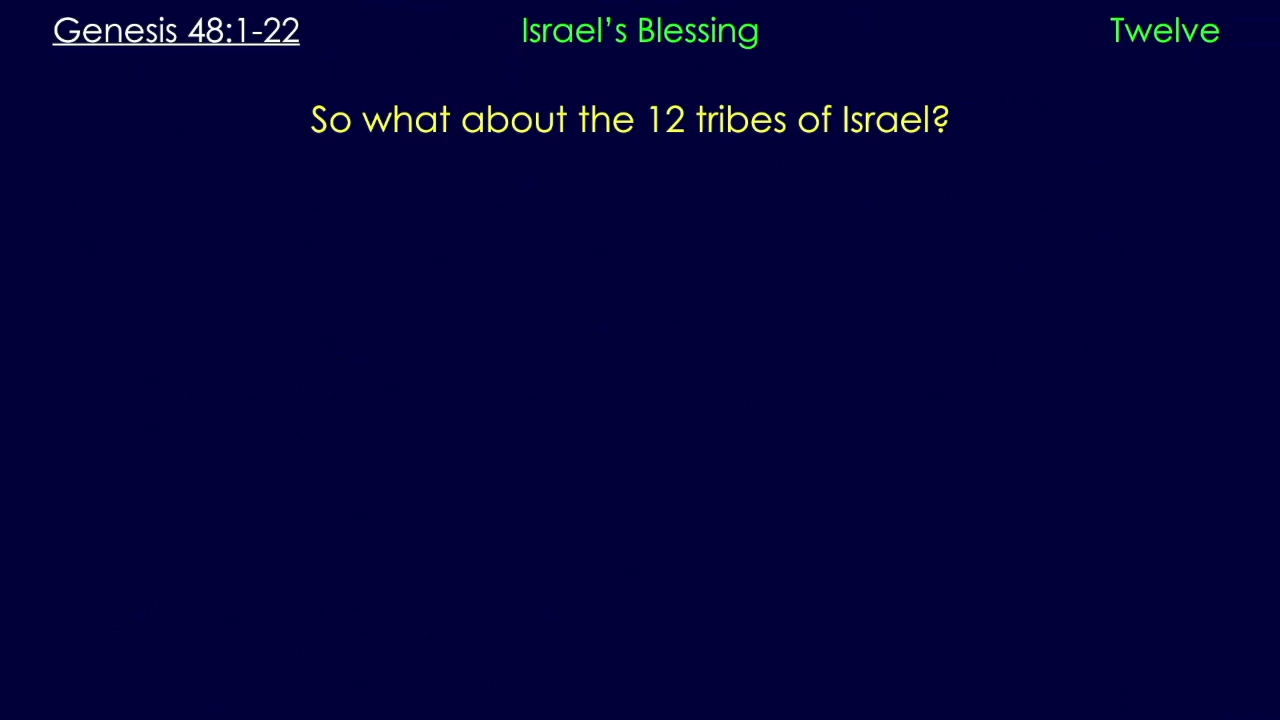 Genesis 48:1-22 Israel’s Blessing Twelve
So what about the 12 tribes of Israel?